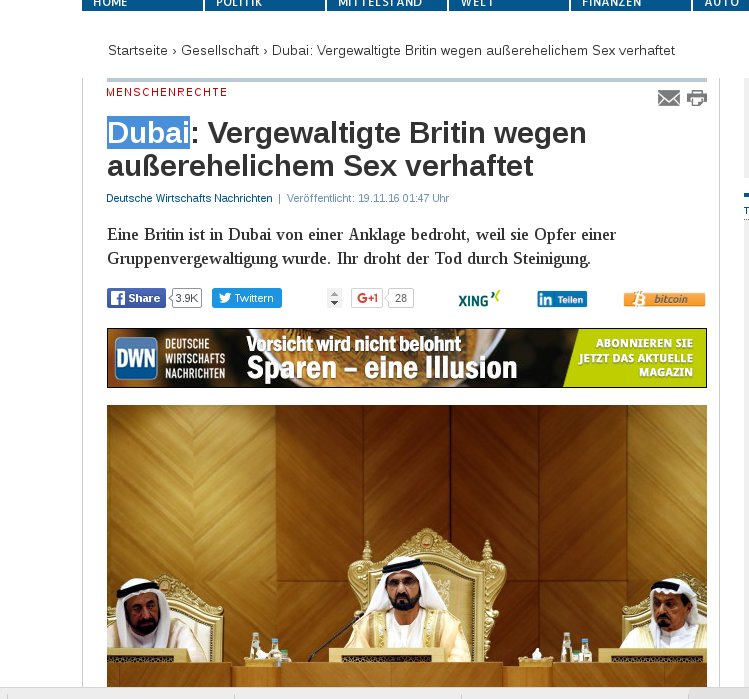 HOME POLITIK MITTELSTAND WELT FINANZEN AUTO
Startseite › Gesellschaft › Dubai: Vergewaltigte Britin wegen außerehelichem Sex verhaftet
MENSCHENRECHTE
Dubai: Vergewaltigte Britin wegen
außerehelichem Sex verhaftet
Deutsche Wirtschafts Nachrichten | Veröffentlicht: 19.11.16 01:47 Uhr
Eine Britin ist in Dubai von einer Anklage bedroht, weil sie Opfer einer
Gruppenvergewaltigung wurde. Ihr droht der Tod durch Steinigung.
Share 3.9K Twittern G+1 28 XING in Teilen bitcoin
DWN
DEUTSCHE
WIRTSCHAFTS
NACHRICHTEN
Vorsicht wird nicht belohnt
Sparen – eine Illusion
ABONNIEREN SIE
JETZT DAS AKTUELLE
MAGAZIN
T